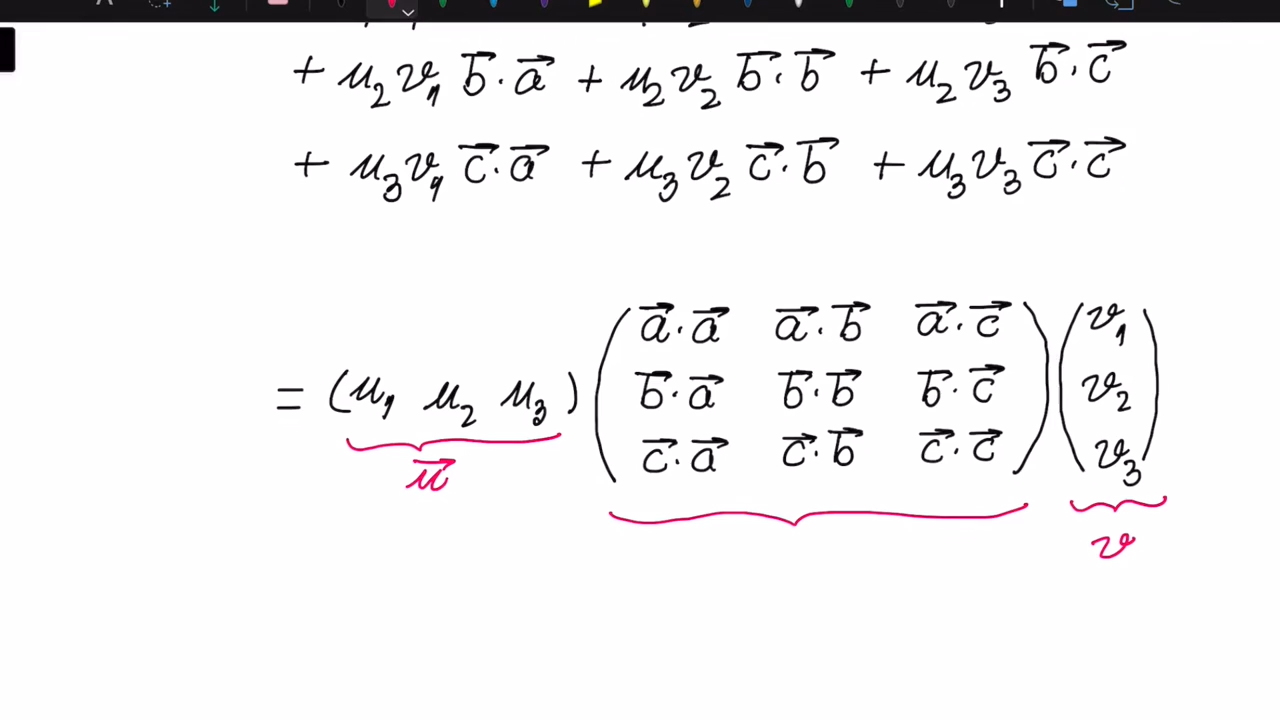 + u₂v₁ b⃗·a⃗ + u₂v₂ b⃗·b⃗ + u₂v₃ b⃗·c⃗
+ u₃v₁ c⃗·a⃗ + u₃v₂ c⃗·b⃗ + u₃v₃ c⃗·c⃗
a⃗·a⃗ a⃗·b⃗ a⃗·c⃗ v₁
= (u₁ u₂ u₃) ( b⃗·a⃗ b⃗·b⃗ b⃗·c⃗ ) ( v₂ )
c⃗·a⃗ c⃗·b⃗ c⃗·c⃗ v₃
u⃗
v